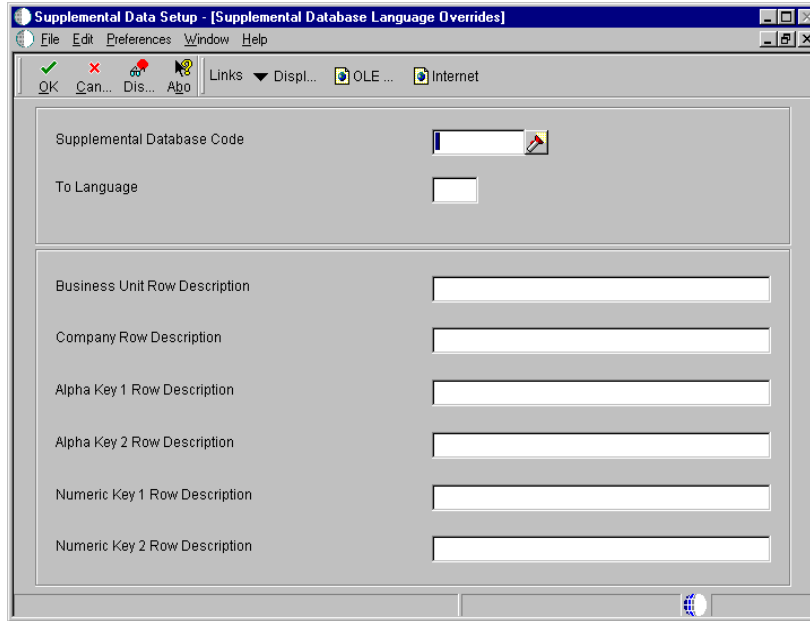 Supplemental Data Setup - [Supplemental Database Language Overrides]
File Edit Preferences Window Help
OK Can... Dis... Abo Links Displ... OLE ... Internet
Supplemental Database Code
To Language
Business Unit Row Description
Company Row Description
Alpha Key 1 Row Description
Alpha Key 2 Row Description
Numeric Key 1 Row Description
Numeric Key 2 Row Description